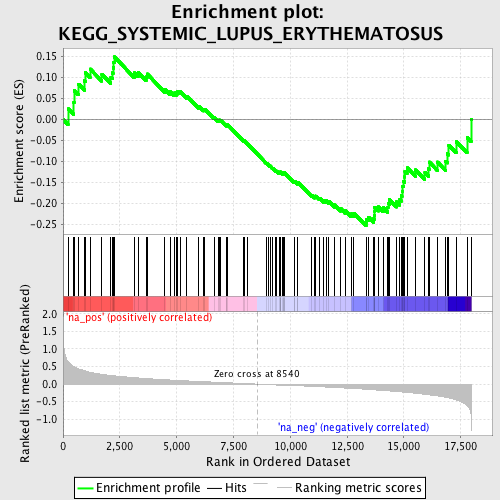 Enrichment plot:
KEGG_SYSTEMIC_LUPUS_ERYTHEMATOSUS
Enrichment score (ES)
0.15
0.10
0.05
0.00
-0.05
-0.10
-0.15
-0.20
-0.25
'na_pos' (positively correlated)
Ranked list metric (PreRanked)
2.0
1.5
1.0
0.5
0.0
-0.5
-1.0
Zero cross at 8540
'na_neg' (negatively correlated)
0
2,500
5,000
7,500
10,000
12,500
15,000
17,500
Rank in Ordered Dataset
Enrichment profile
Hits
Ranking metric scores